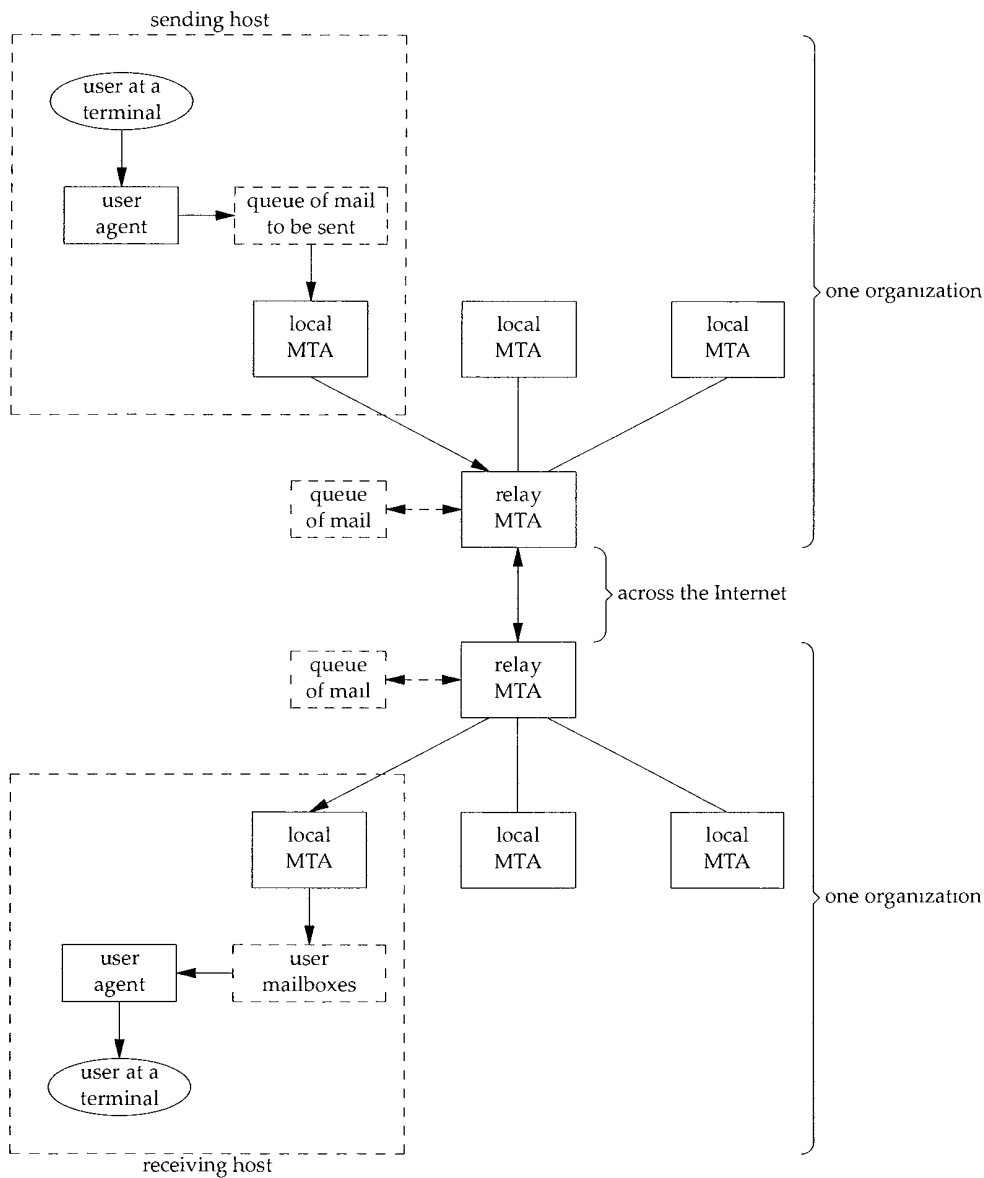 sending host
user at a
terminal
user
agent
queue of mail
to be sent
local
MTA
local
MTA
local
MTA
one organization
queue
of mail
relay
MTA
across the Internet
queue
of mail
relay
MTA
local
MTA
local
MTA
local
MTA
one organization
user
agent
user
mailboxes
user at a
terminal
receiving host